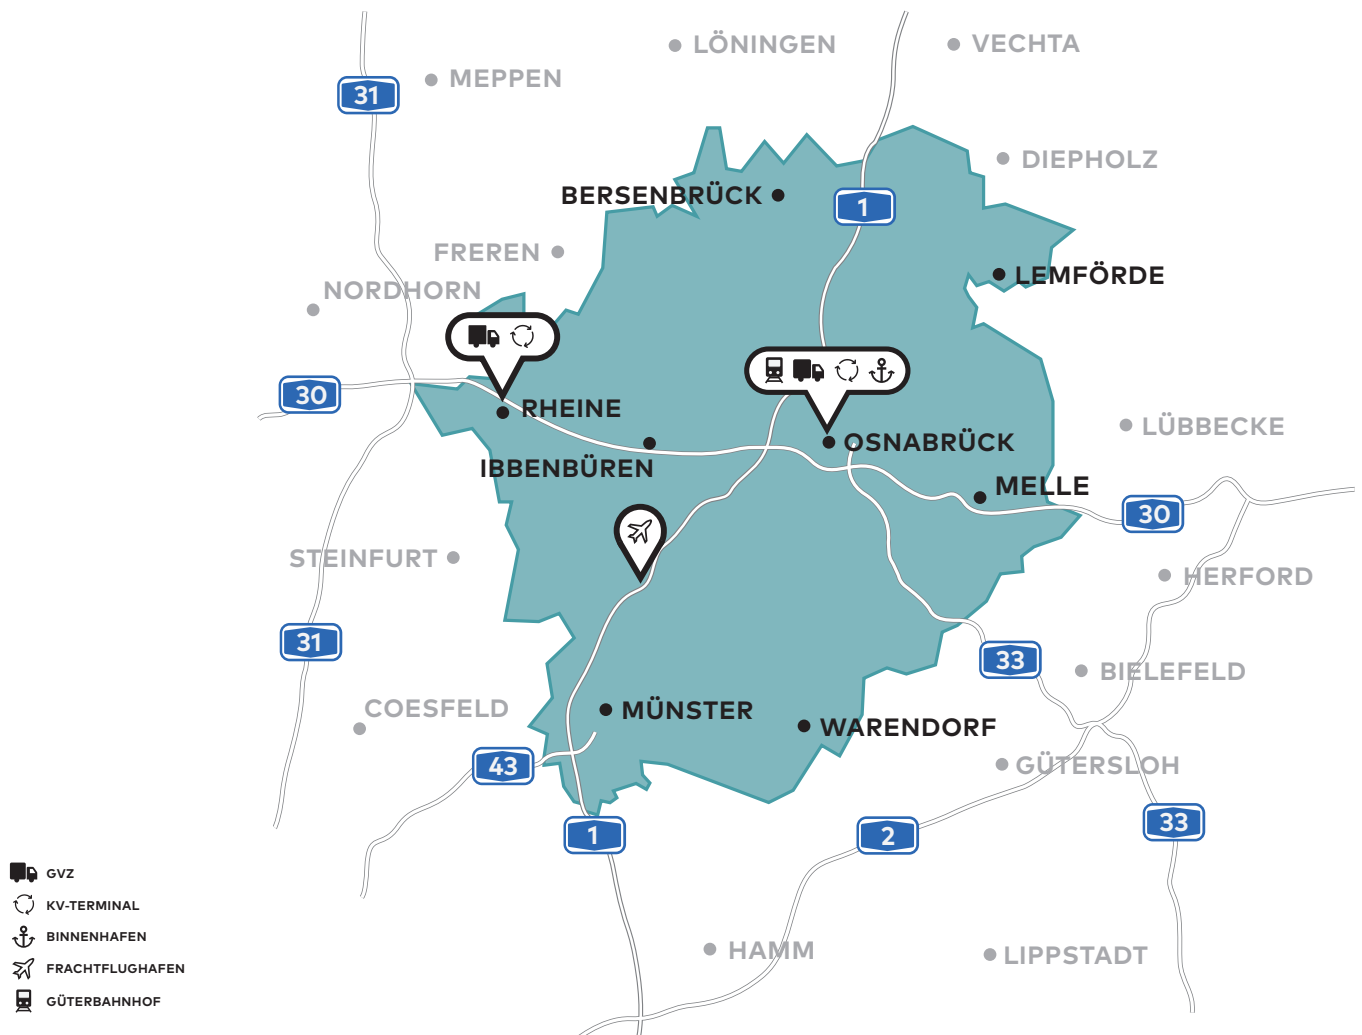 LÖNINGEN
VECHTA
MEPPEN
31
DIEPHOLZ
BERSENBRÜCK
1
FREREN
LEMFÖRDE
NORDHORN
30
RHEINE
LÜBBECKE
OSNABRÜCK
IBBENBÜREN
MELLE
30
STEINFURT
HERFORD
31
33
BIELEFELD
COESFELD
MÜNSTER
WARENDORF
43
GÜTERSLOH
33
1
2
GVZ
KV-TERMINAL
BINNENHAFEN
HAMM
LIPPSTADT
FRACHTFLUGHAFEN
GÜTERBAHNHOF